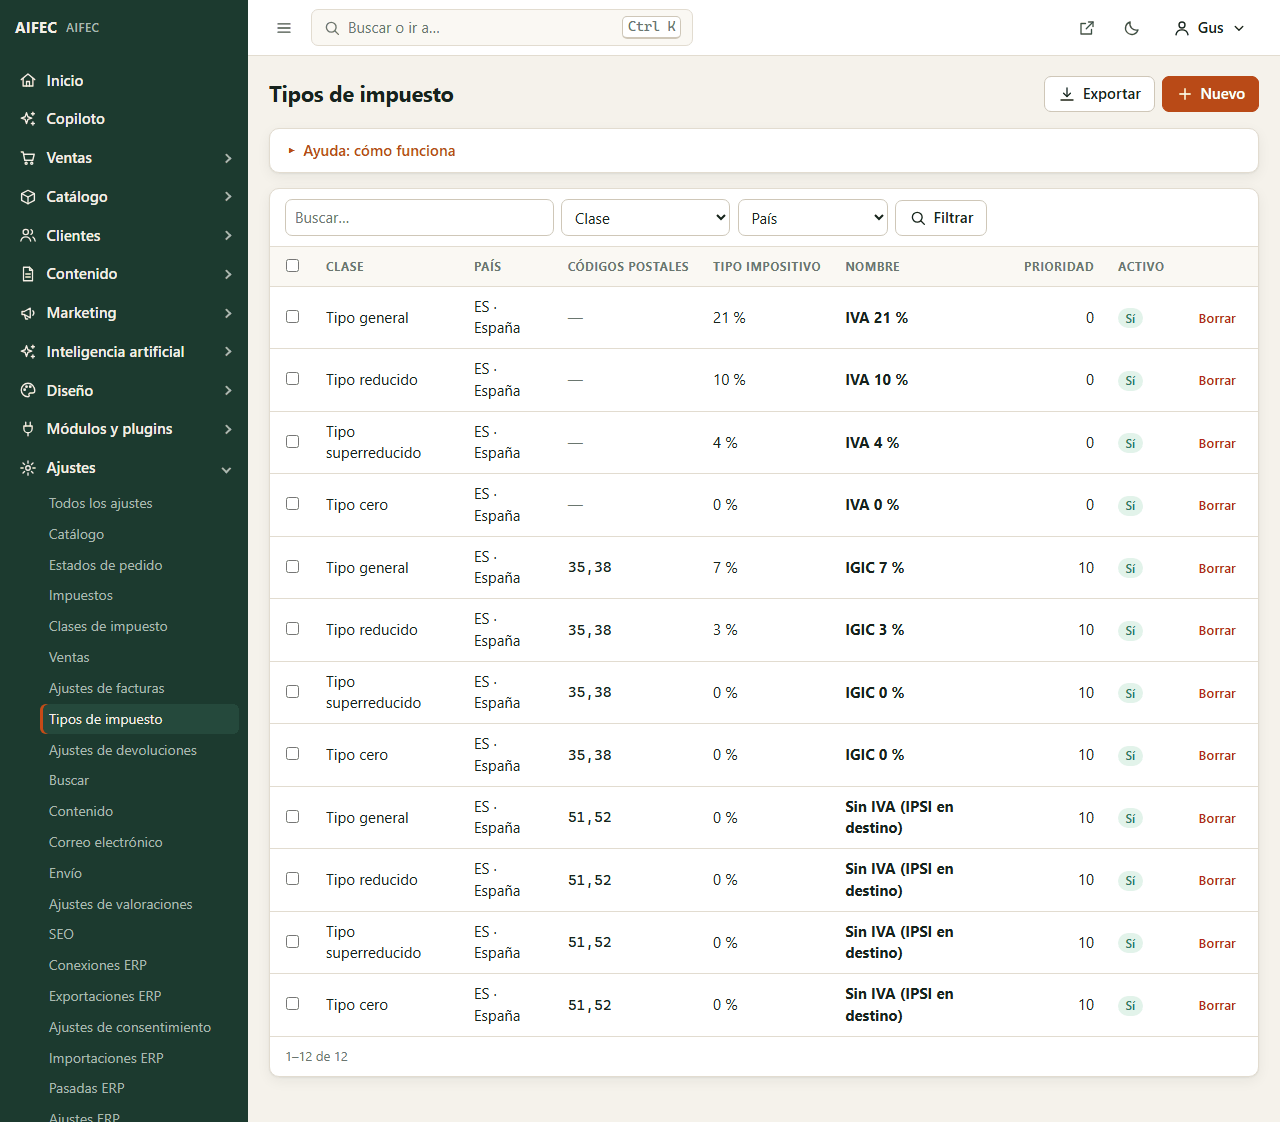 AIFEC AIFEC
Buscar o ir a... Ctrl K
Gus
Inicio
Copiloto
Ventas
Catálogo
Clientes
Contenido
Marketing
Inteligencia artificial
Diseño
Módulos y plugins
Ajustes
Todos los ajustes
Catálogo
Estados de pedido
Impuestos
Clases de impuesto
Ventas
Ajustes de facturas
Tipos de impuesto
Ajustes de devoluciones
Buscar
Contenido
Correo electrónico
Envío
Ajustes de valoraciones
SEO
Conexiones ERP
Exportaciones ERP
Ajustes de consentimiento
Importaciones ERP
Pasadas ERP
Ajustes ERP
Tipos de impuesto
Exportar
Nuevo
Ayuda: cómo funciona
Buscar... Clase País Filtrar
CLASE PAÍS CÓDIGOS POSTALES TIPO IMPOSITIVO NOMBRE PRIORIDAD ACTIVO
Tipo general ES · España — 21 % IVA 21 % 0 Sí Borrar
Tipo reducido ES · España — 10 % IVA 10 % 0 Sí Borrar
Tipo superreducido ES · España — 4 % IVA 4 % 0 Sí Borrar
Tipo cero ES · España — 0 % IVA 0 % 0 Sí Borrar
Tipo general ES · España 35,38 7 % IGIC 7 % 10 Sí Borrar
Tipo reducido ES · España 35,38 3 % IGIC 3 % 10 Sí Borrar
Tipo superreducido ES · España 35,38 0 % IGIC 0 % 10 Sí Borrar
Tipo cero ES · España 35,38 0 % IGIC 0 % 10 Sí Borrar
Tipo general ES · España 51,52 0 % Sin IVA (IPSI en destino) 10 Sí Borrar
Tipo reducido ES · España 51,52 0 % Sin IVA (IPSI en destino) 10 Sí Borrar
Tipo superreducido ES · España 51,52 0 % Sin IVA (IPSI en destino) 10 Sí Borrar
Tipo cero ES · España 51,52 0 % Sin IVA (IPSI en destino) 10 Sí Borrar
1–12 de 12